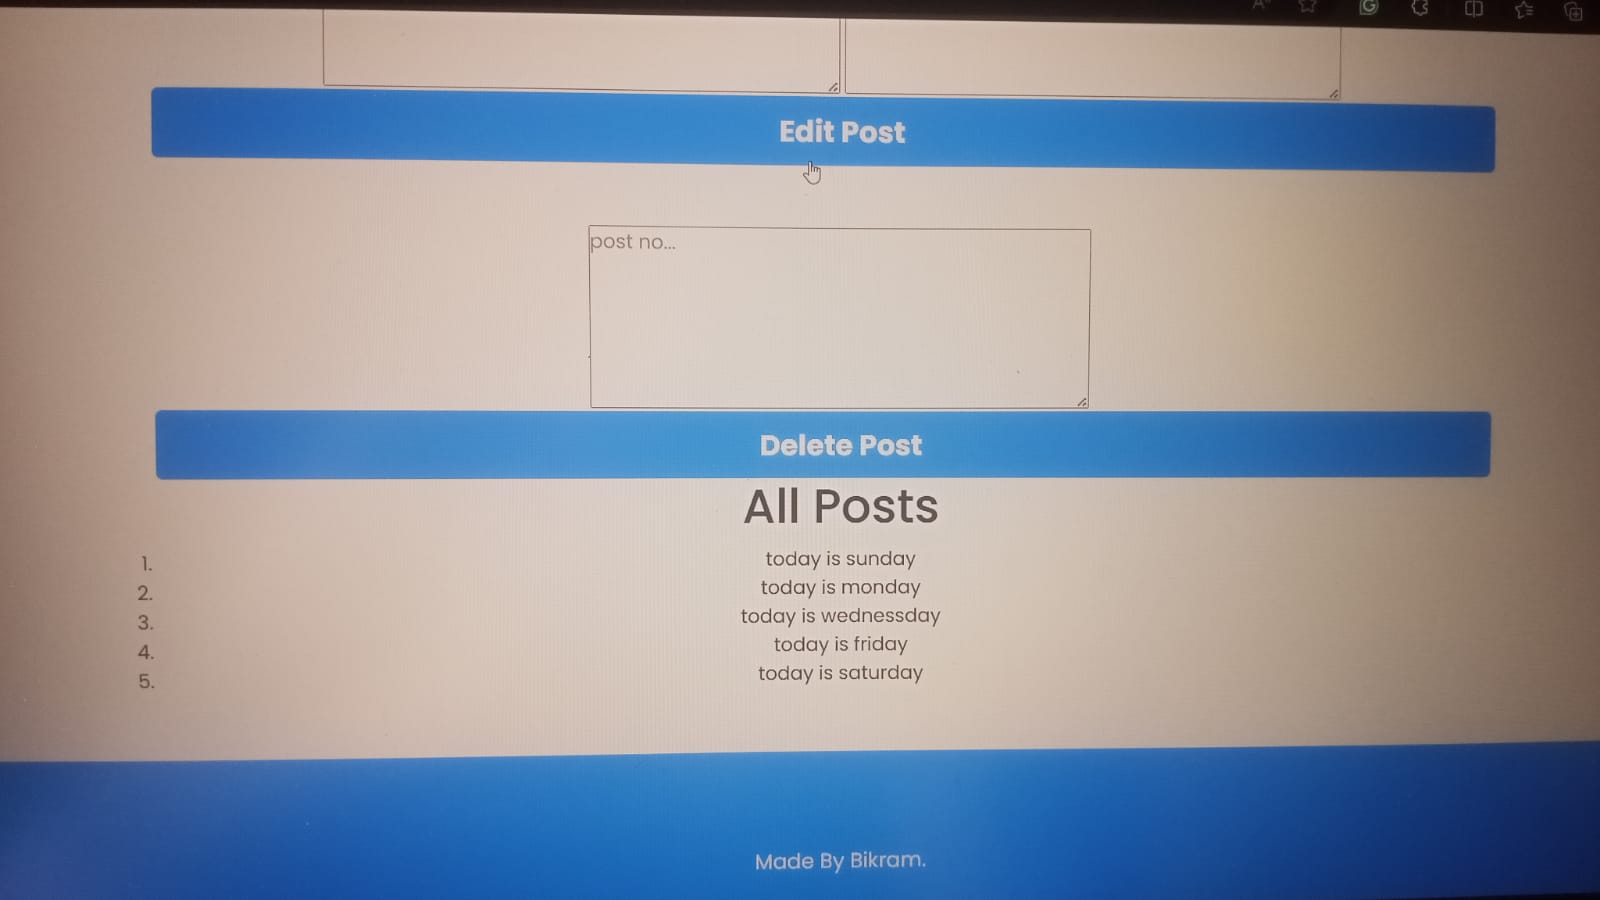 Edit Post
post no...
Delete Post
All Posts
1. today is sunday
2. today is monday
3. today is wednessday
4. today is friday
5. today is saturday
Made By Bikram.